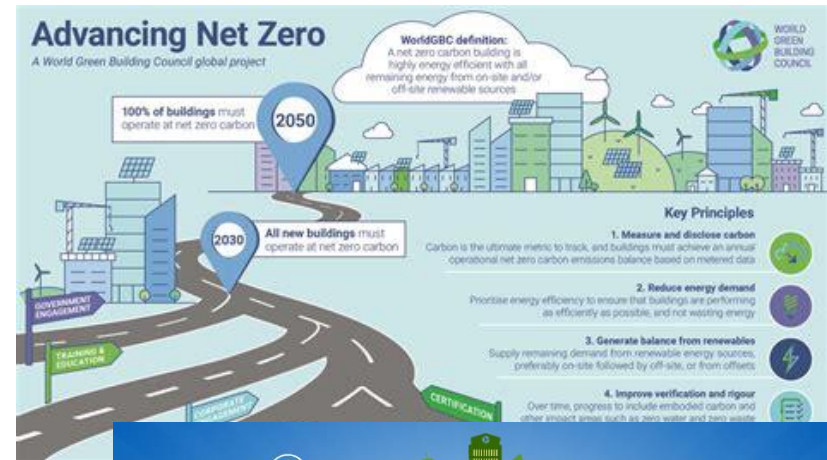 Advancing Net Zero
A World Green Building Council global project
WorldGBC definition:
A net zero carbon building is
highly energy efficient with all
remaining energy from on-site and/or
off-site renewable sources
WORLD
GREEN
BUILDING
COUNCIL
100% of buildings must
operate at net zero carbon
2050
2030
All new buildings must
operate at net zero carbon
GOVERNMENT
ENGAGEMENT
TRAINING &
EDUCATION
CORPORATE
ENGAGEMENT
CERTIFICATION
Key Principles
1. Measure and disclose carbon
Carbon is the ultimate metric to track, and buildings must achieve an annual
operational net zero carbon emissions balance based on metered data
2. Reduce energy demand
Prioritise energy efficiency to ensure that buildings are performing
as efficiently as possible, and not wasting energy
3. Generate balance from renewables
Supply remaining demand from renewable energy sources,
preferably on-site followed by off-site, or from offsets
4. Improve verification and rigour
Over time, progress to include embodied carbon and
other impact areas such as zero water and zero waste